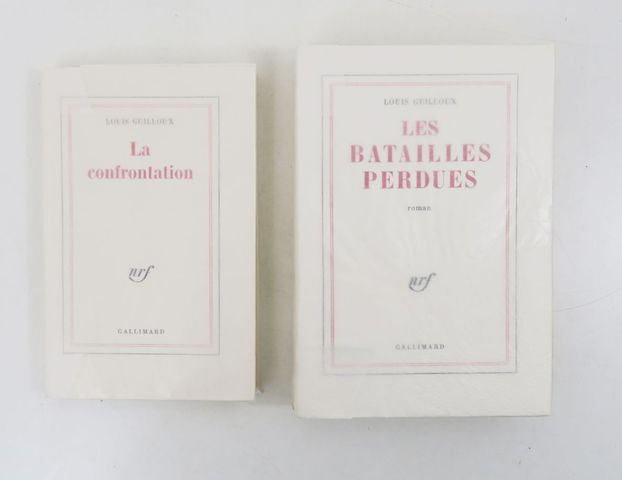 LOUIS GUILLOUX
La
confrontation
nrf
GALLIMARD
LOUIS GUILLOUX
LES
BATAILLES
PERDUES
roman
nrf
GALLIMARD